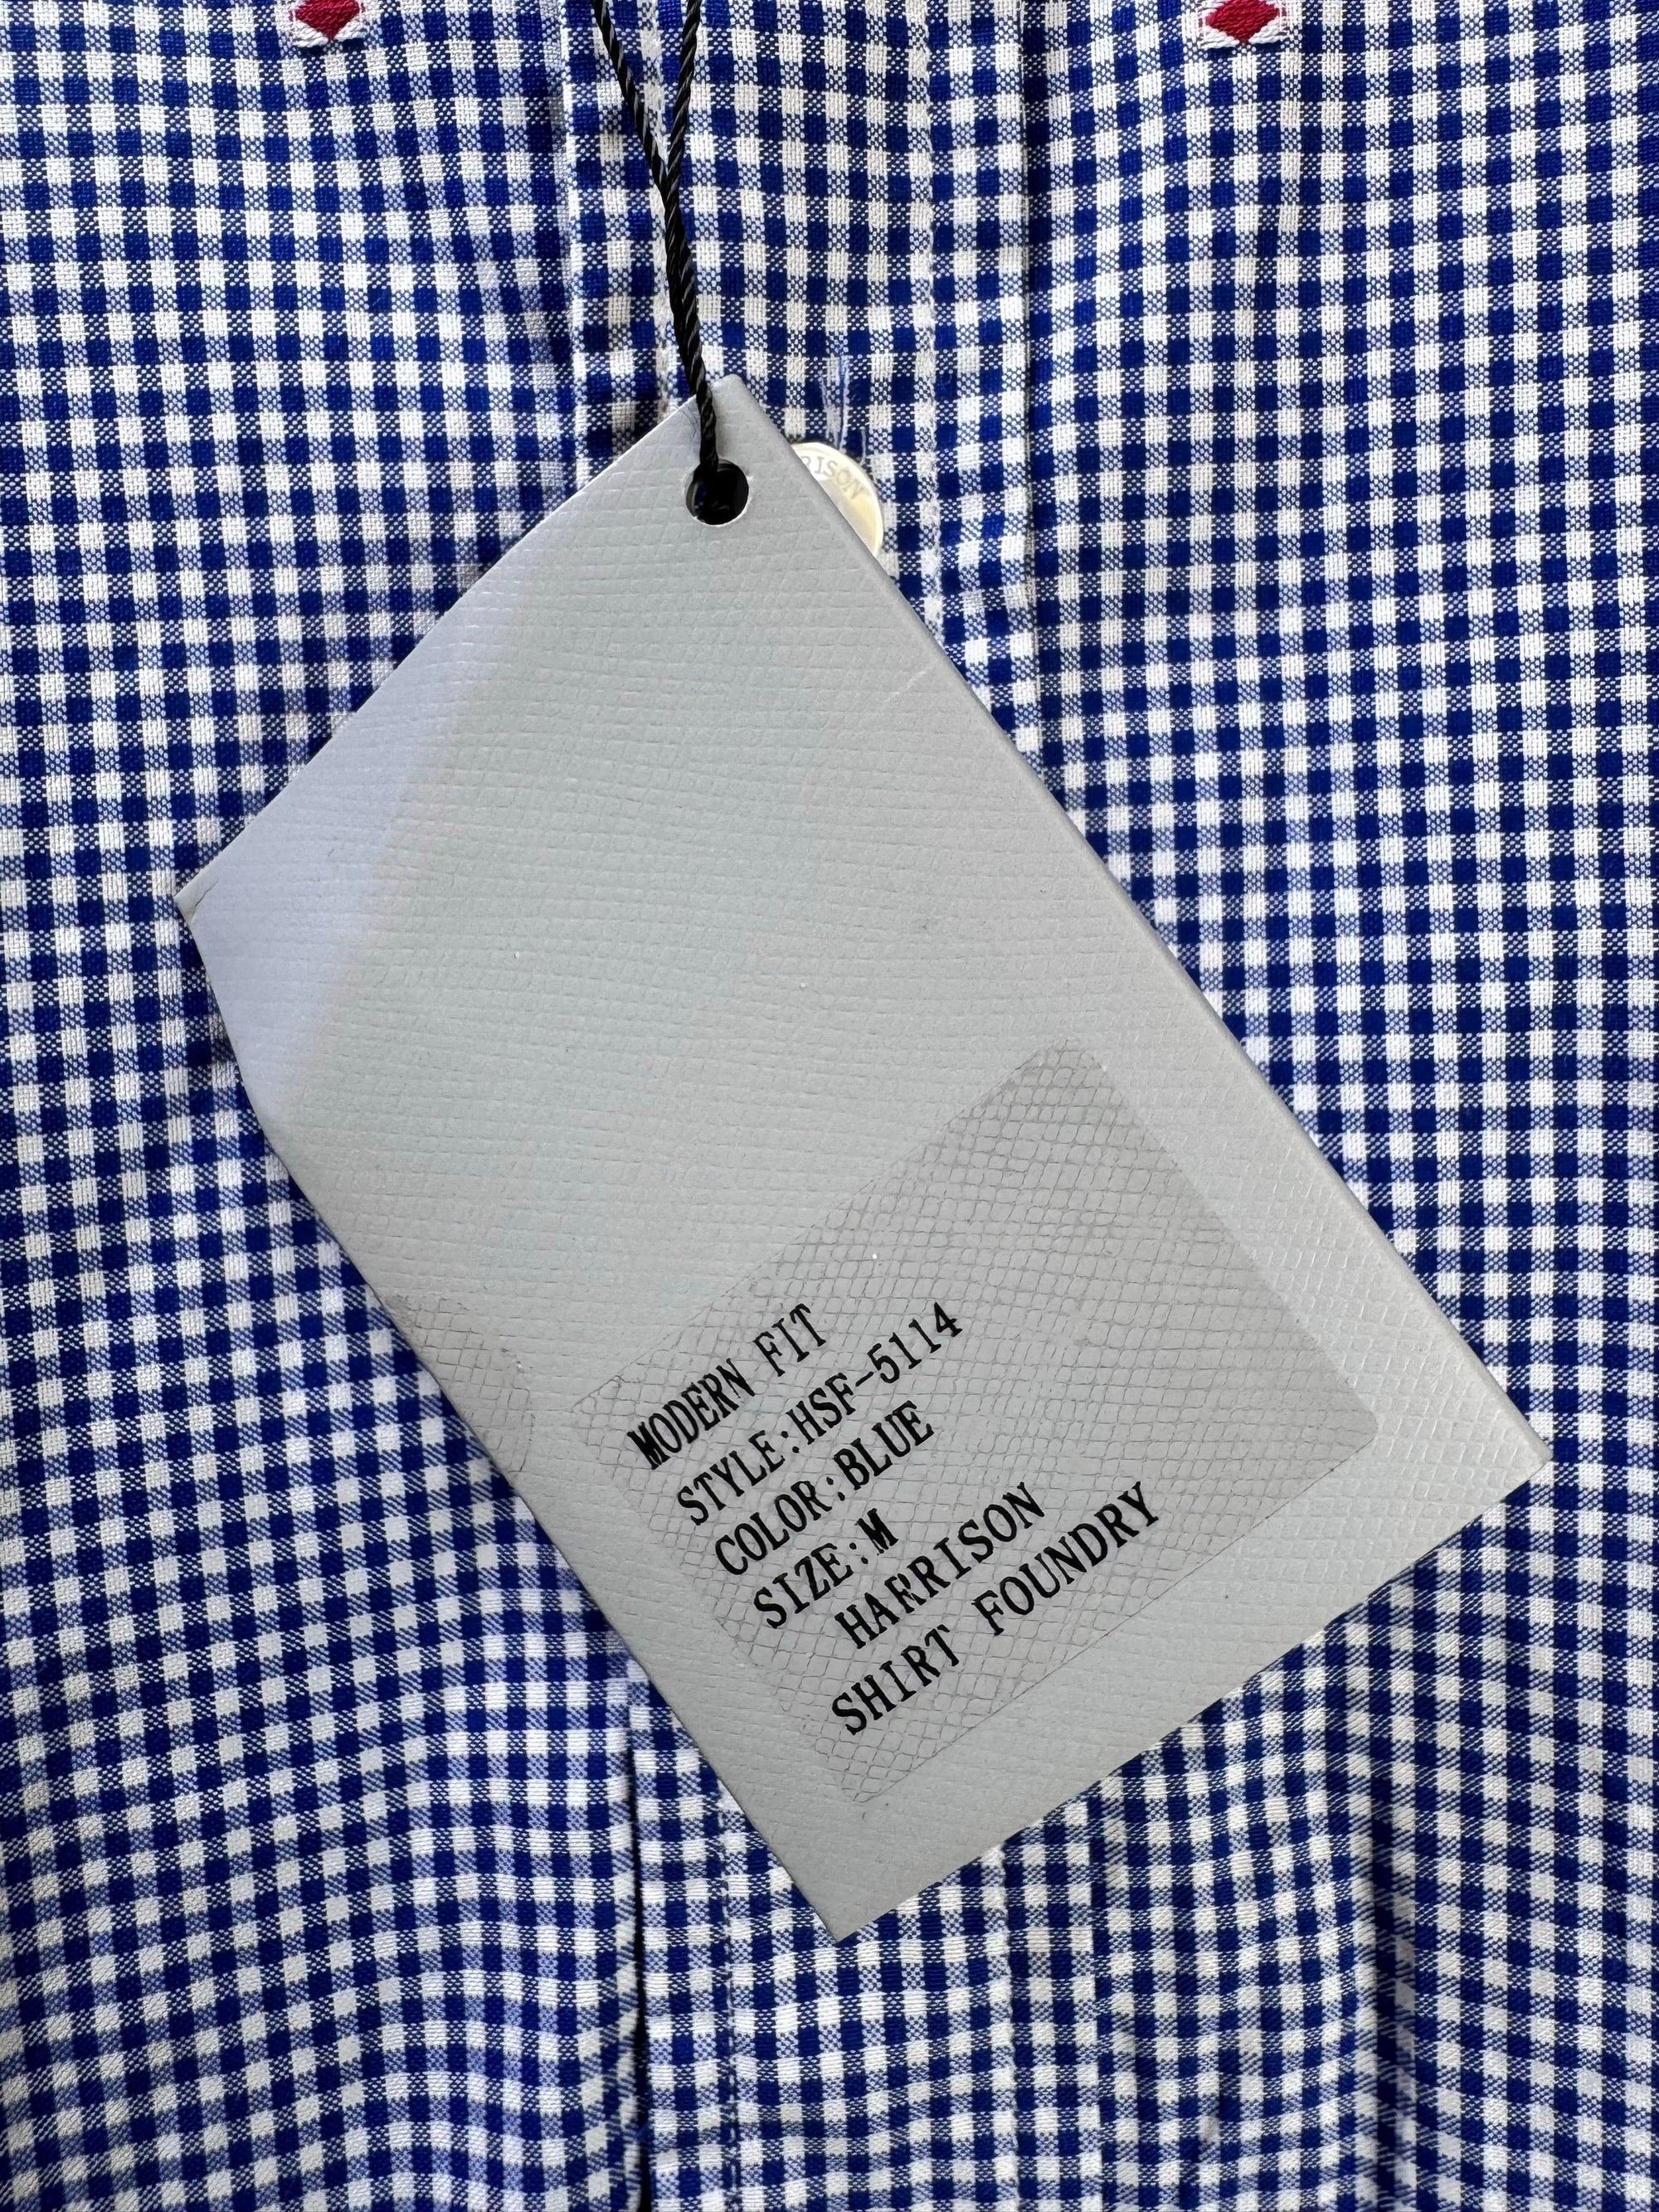 MODERN FIT
STYLE:HSF-5114
COLOR:BLUE
SIZE:M
HARRISON
SHIRT FOUNDRY